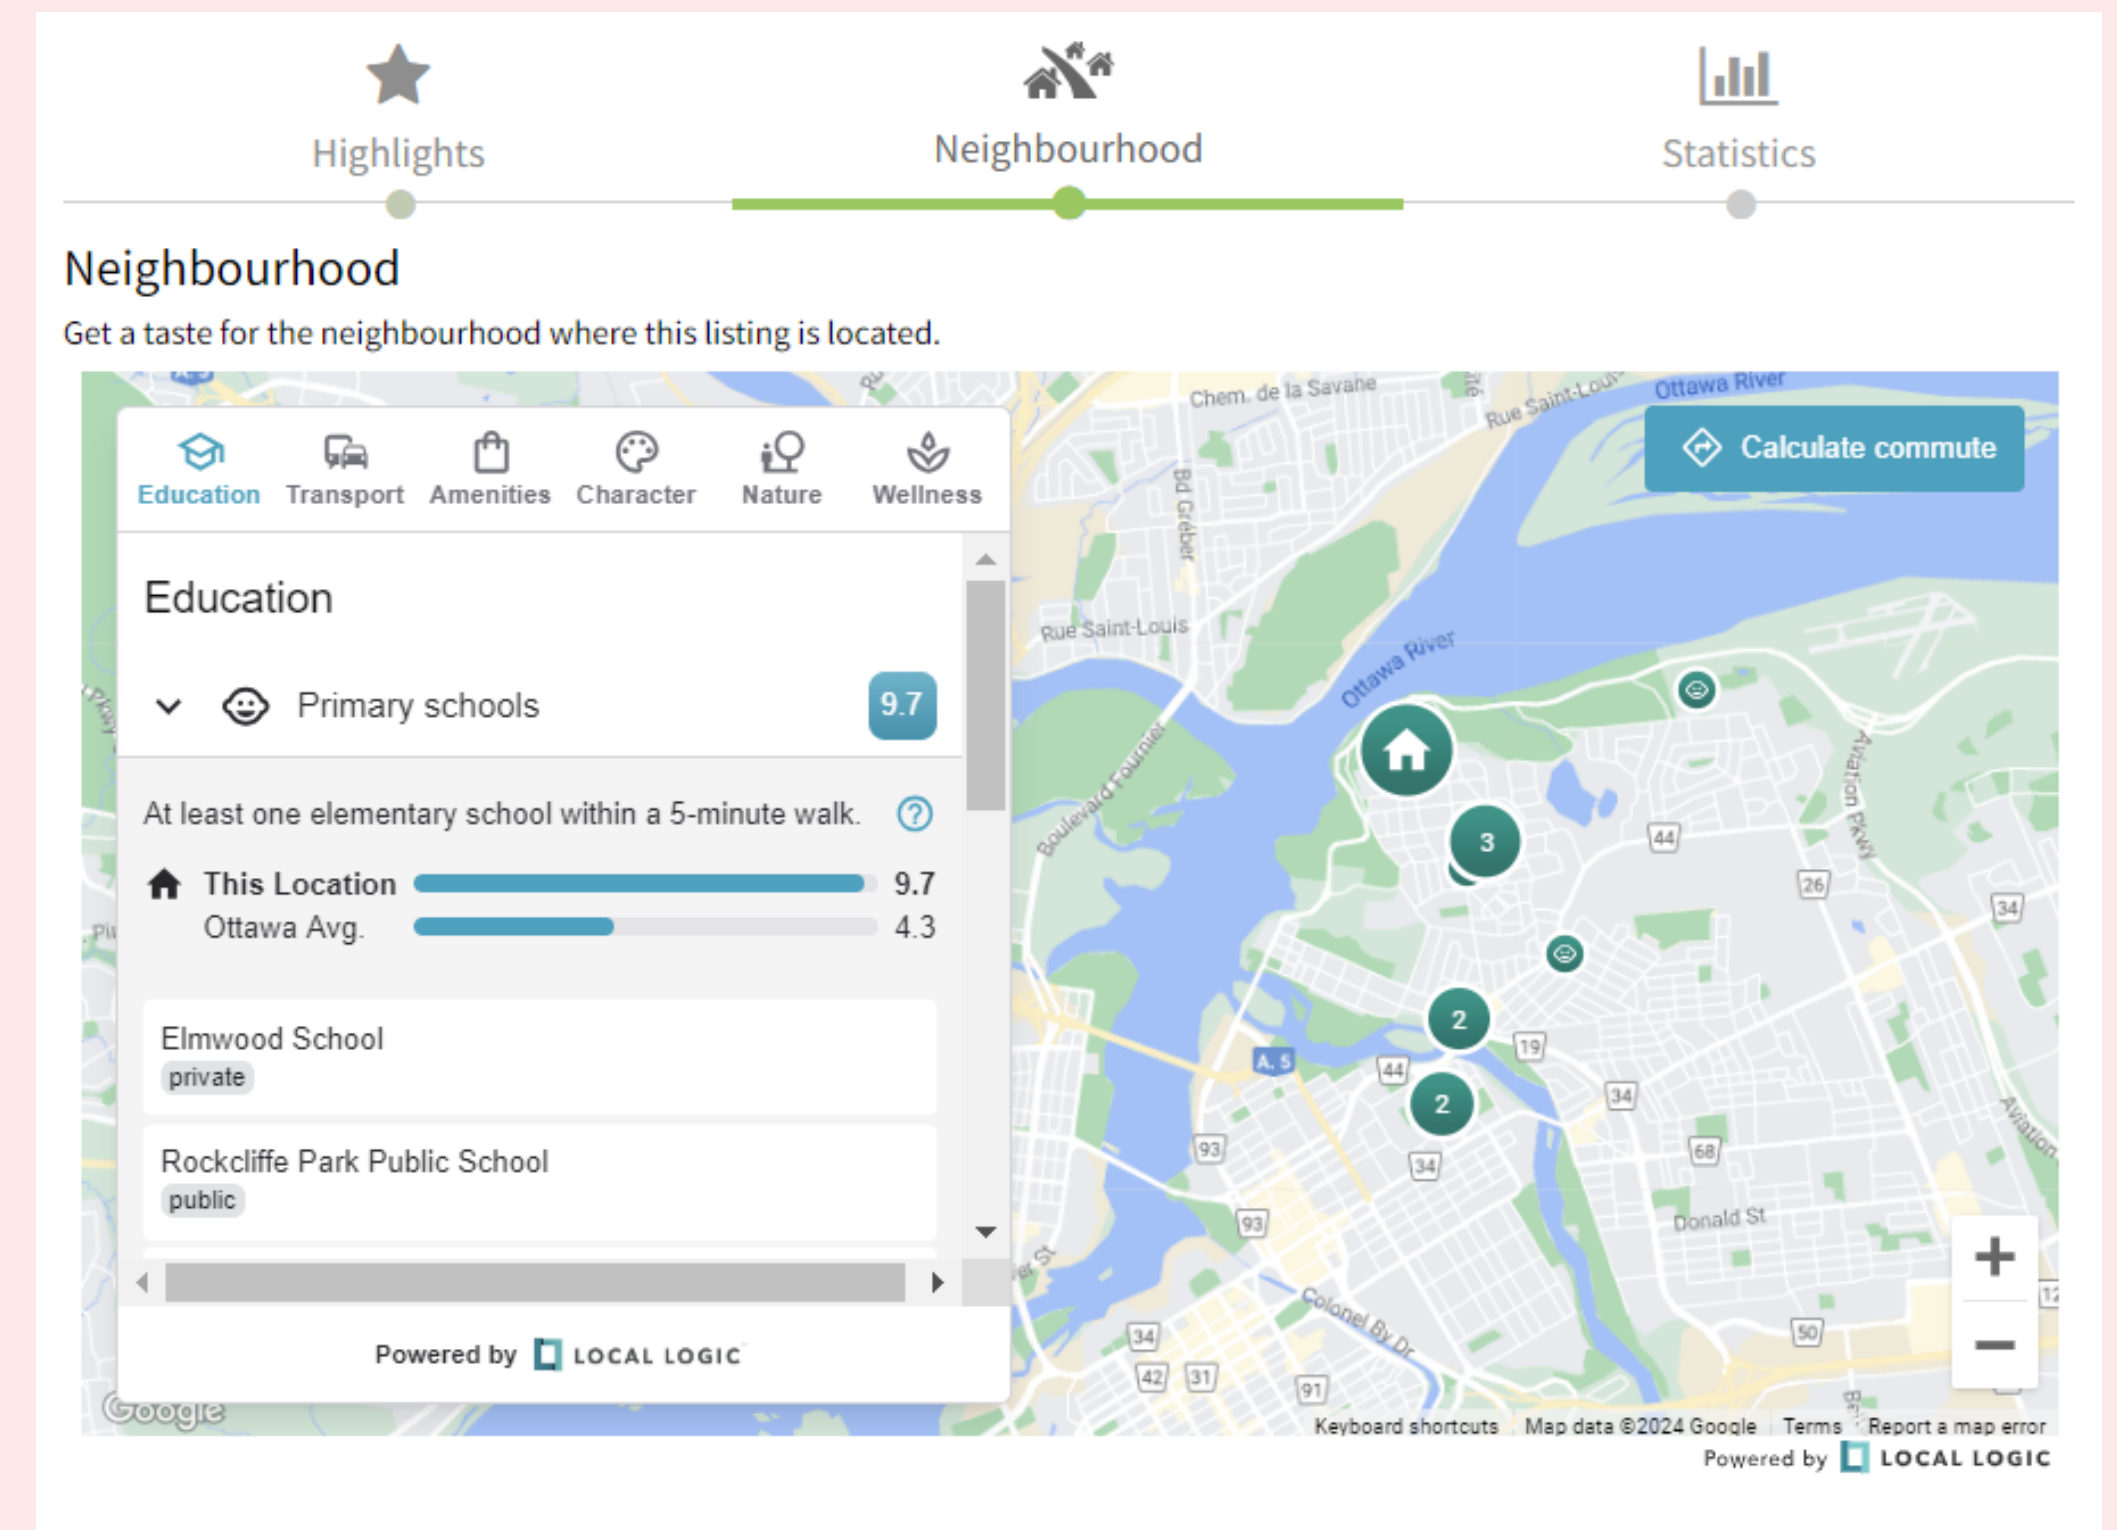 Highlights
Neighbourhood
Statistics
Neighbourhood
Get a taste for the neighbourhood where this listing is located.
Education
Transport
Amenities
Character
Nature
Wellness
Education
Primary schools
9.7
At least one elementary school within a 5-minute walk.
?
This Location 9.7
Ottawa Avg. 4.3
Elmwood School
private
Rockcliffe Park Public School
public
Powered by LOCAL LOGIC
Google
Calculate commute
Chem. de la Savane
Rue Saint-Louis
Ottawa River
Bd Gréber
Rue Saint-Louis
Ottawa River
Boulevard Fournier
Aviation Pkwy
3
44
26
34
2
19
A. 5
44
2
34
93
34
68
Aviation
93
Donald St
Colonel By Dr
34
42
31
91
50
12
+
−
Keyboard shortcuts
Map data ©2024 Google
Terms
Report a map error
Powered by LOCAL LOGIC